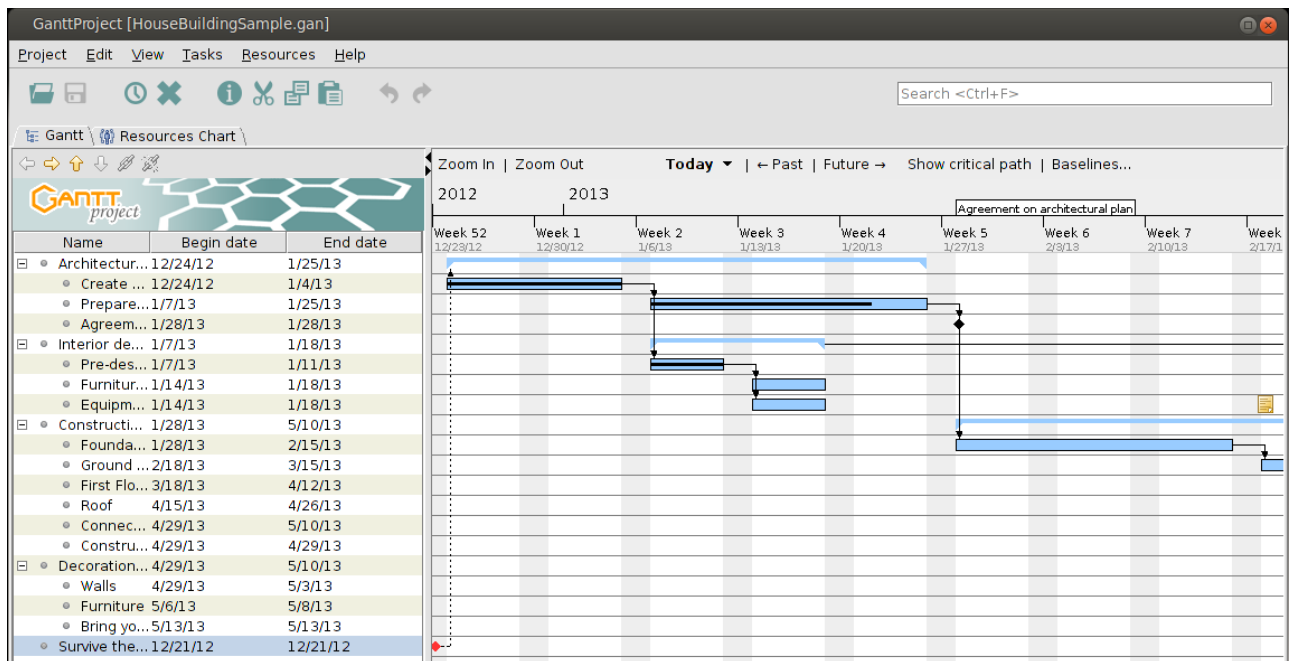 GanttProject [HouseBuildingSample.gan]
Project Edit View Tasks Resources Help
Search <Ctrl+F>
Gantt Resources Chart
Zoom In | Zoom Out Today ▼ | ←Past | Future→ Show critical path | Baselines...
GANTT
project
2012 2013
Agreement on architectural plan
Week 52 Week 1 Week 2 Week 3 Week 4 Week 5 Week 6 Week 7 Week
12/23/12 12/30/12 1/6/13 1/13/13 1/20/13 1/27/13 2/3/13 2/10/13 2/17/1
Name Begin date End date
Architectur... 12/24/12 1/25/13
Create ... 12/24/12 1/4/13
Prepare... 1/7/13 1/25/13
Agreem... 1/28/13 1/28/13
Interior de... 1/7/13 1/18/13
Pre-des... 1/7/13 1/11/13
Furnitur... 1/14/13 1/18/13
Equipm... 1/14/13 1/18/13
Constructi... 1/28/13 5/10/13
Founda... 1/28/13 2/15/13
Ground ... 2/18/13 3/15/13
First Flo... 3/18/13 4/12/13
Roof 4/15/13 4/26/13
Connec... 4/29/13 5/10/13
Constru... 4/29/13 4/29/13
Decoration... 4/29/13 5/10/13
Walls 4/29/13 5/3/13
Furniture 5/6/13 5/8/13
Bring yo... 5/13/13 5/13/13
Survive the... 12/21/12 12/21/12